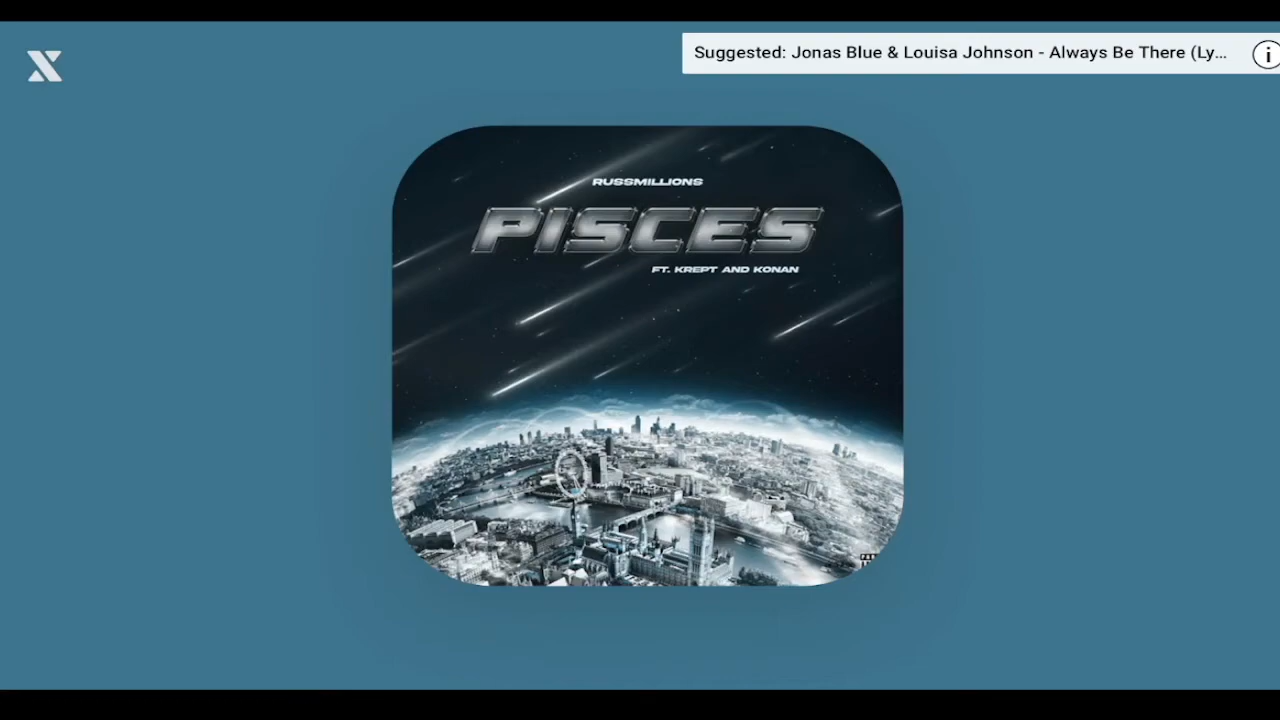 Suggested: Jonas Blue & Louisa Johnson - Always Be There (Ly...
RUSSMILLIONS
PISCES
FT. KREPT AND KONAN